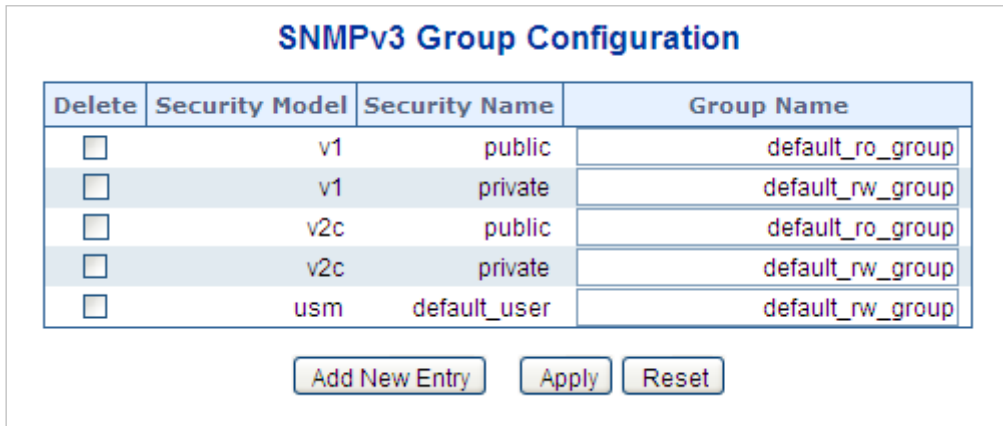 SNMPv3 Group Configuration
Delete Security Model Security Name Group Name
v1 public default_ro_group
v1 private default_rw_group
v2c public default_ro_group
v2c private default_rw_group
usm default_user default_rw_group
Add New Entry Apply Reset